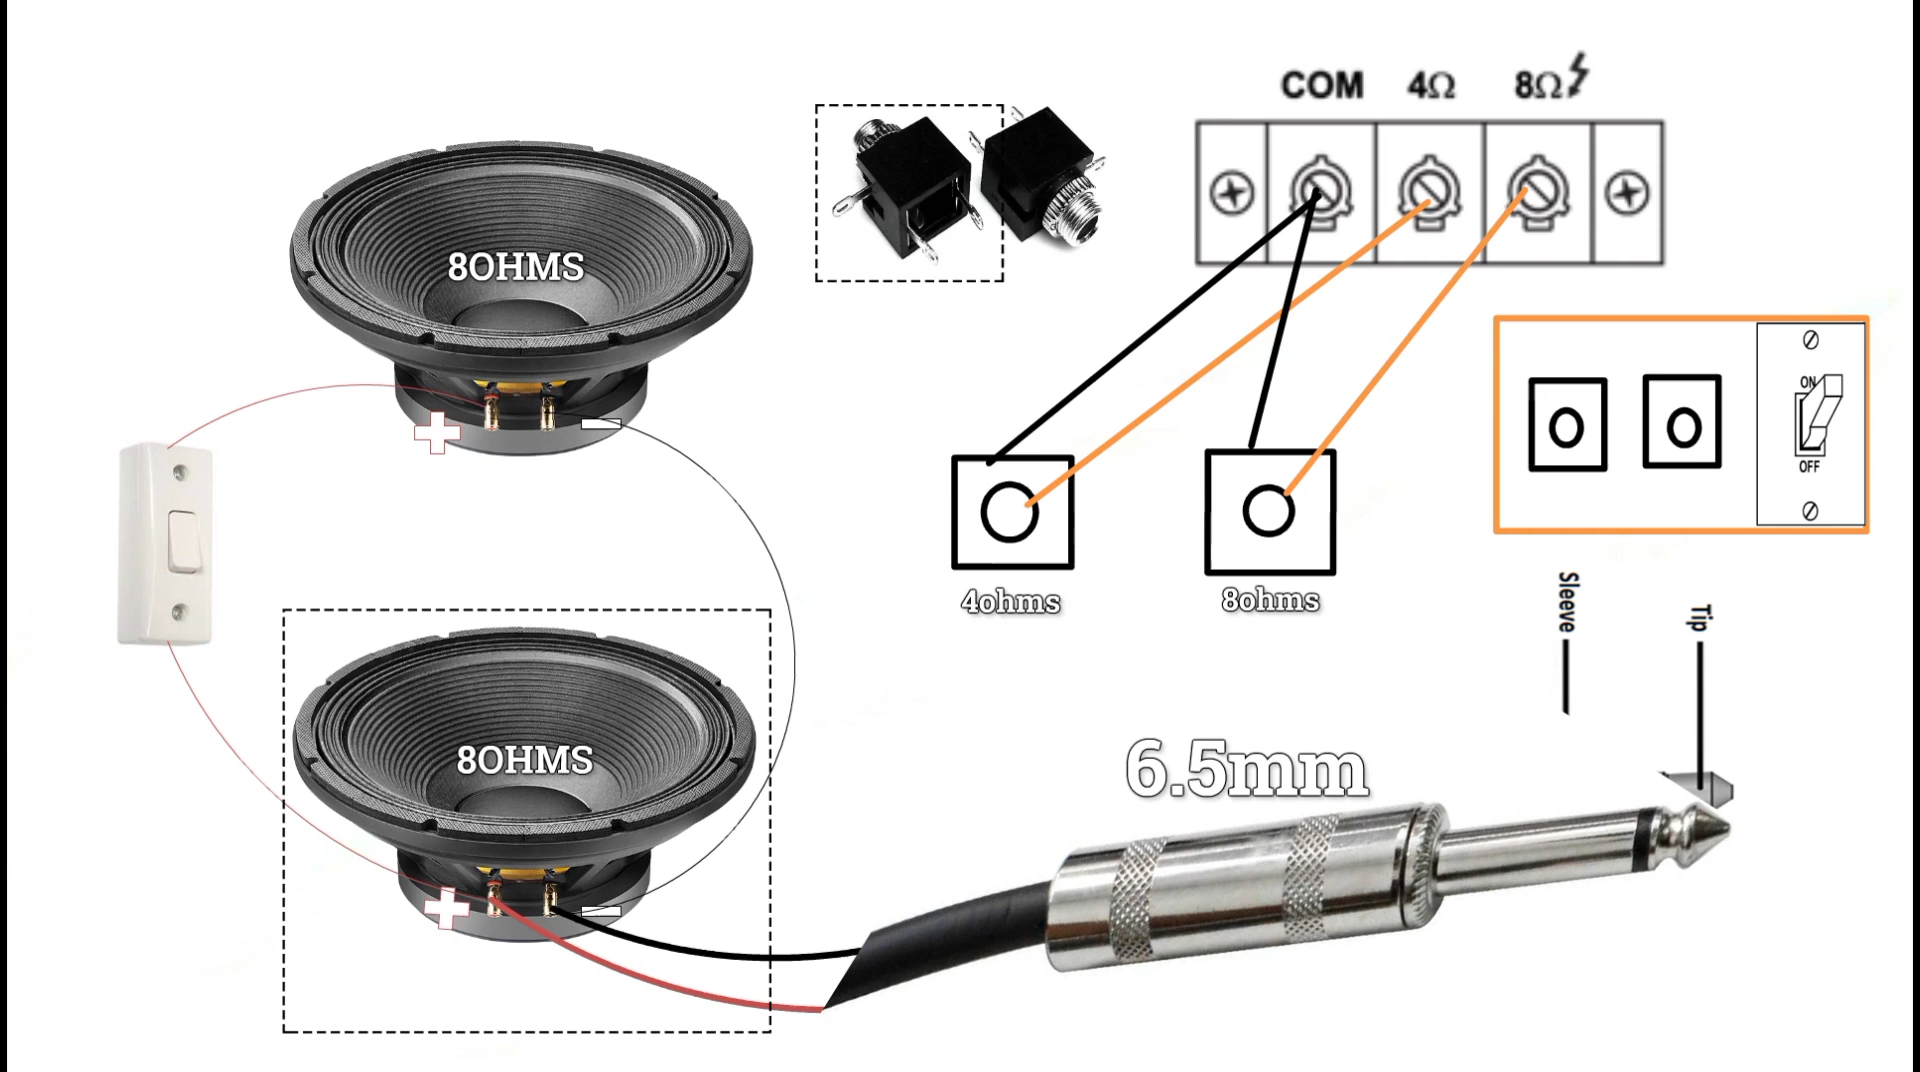 COM 4Ω 8Ω
8OHMS
ON
OFF
4ohms
8ohms
Sleeve
Tip
8OHMS
6.5mm